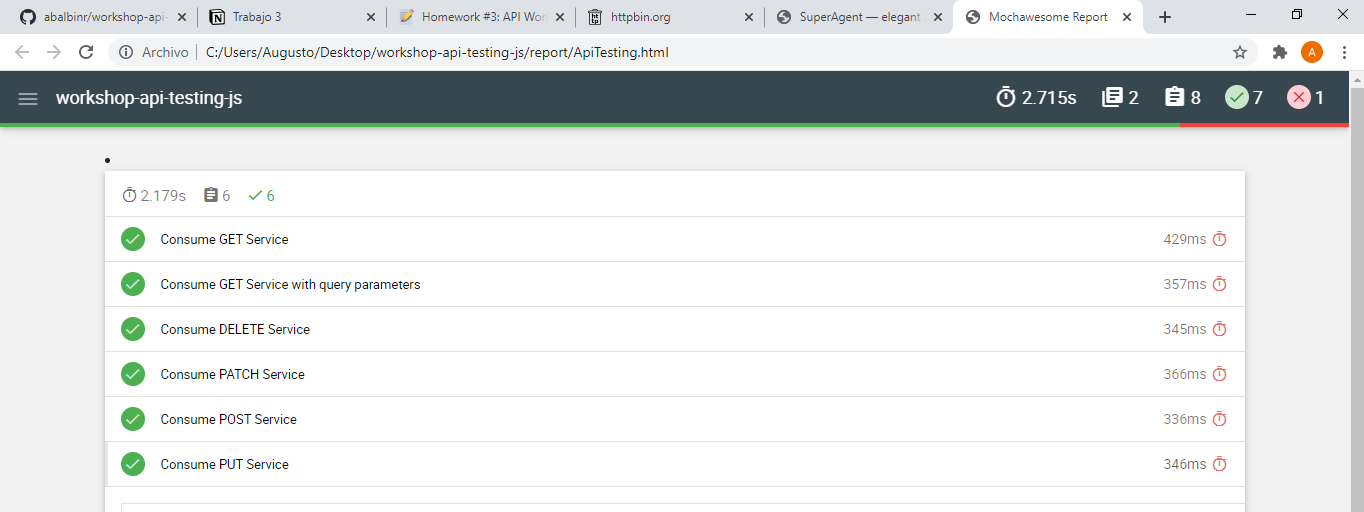 abalbinr/workshop-api-
Trabajo 3
Homework #3: API Wor
httpbin.org
SuperAgent — elegant
Mochawesome Report
Archivo
C:/Users/Augusto/Desktop/workshop-api-testing-js/report/ApiTesting.html
A
workshop-api-testing-js
2.715s 2 8 7 1
2.179s 6 6
Consume GET Service 429ms
Consume GET Service with query parameters 357ms
Consume DELETE Service 345ms
Consume PATCH Service 366ms
Consume POST Service 336ms
Consume PUT Service 346ms